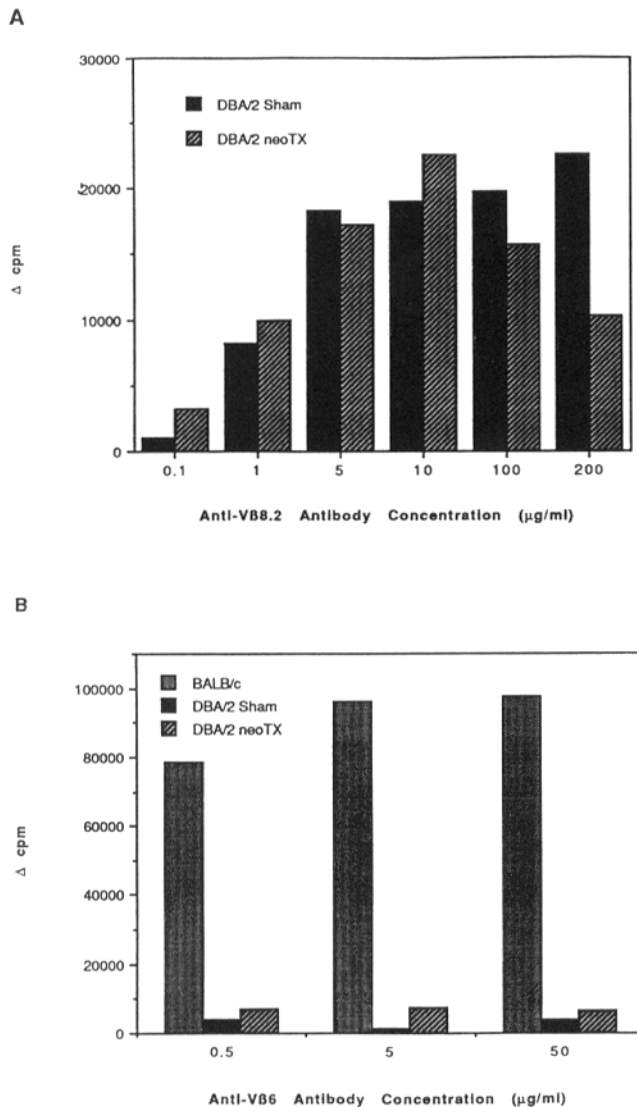 A
30000
20000
10000
0
Δ cpm
DBA/2 Sham
DBA/2 neoTX
0.1 1 5 10 100 200
Anti-Vß8.2 Antibody Concentration (µg/ml)
B
100000
80000
60000
40000
20000
0
Δ cpm
BALB/c
DBA/2 Sham
DBA/2 neoTX
0.5 5 50
Anti-Vß6 Antibody Concentration (µg/ml)